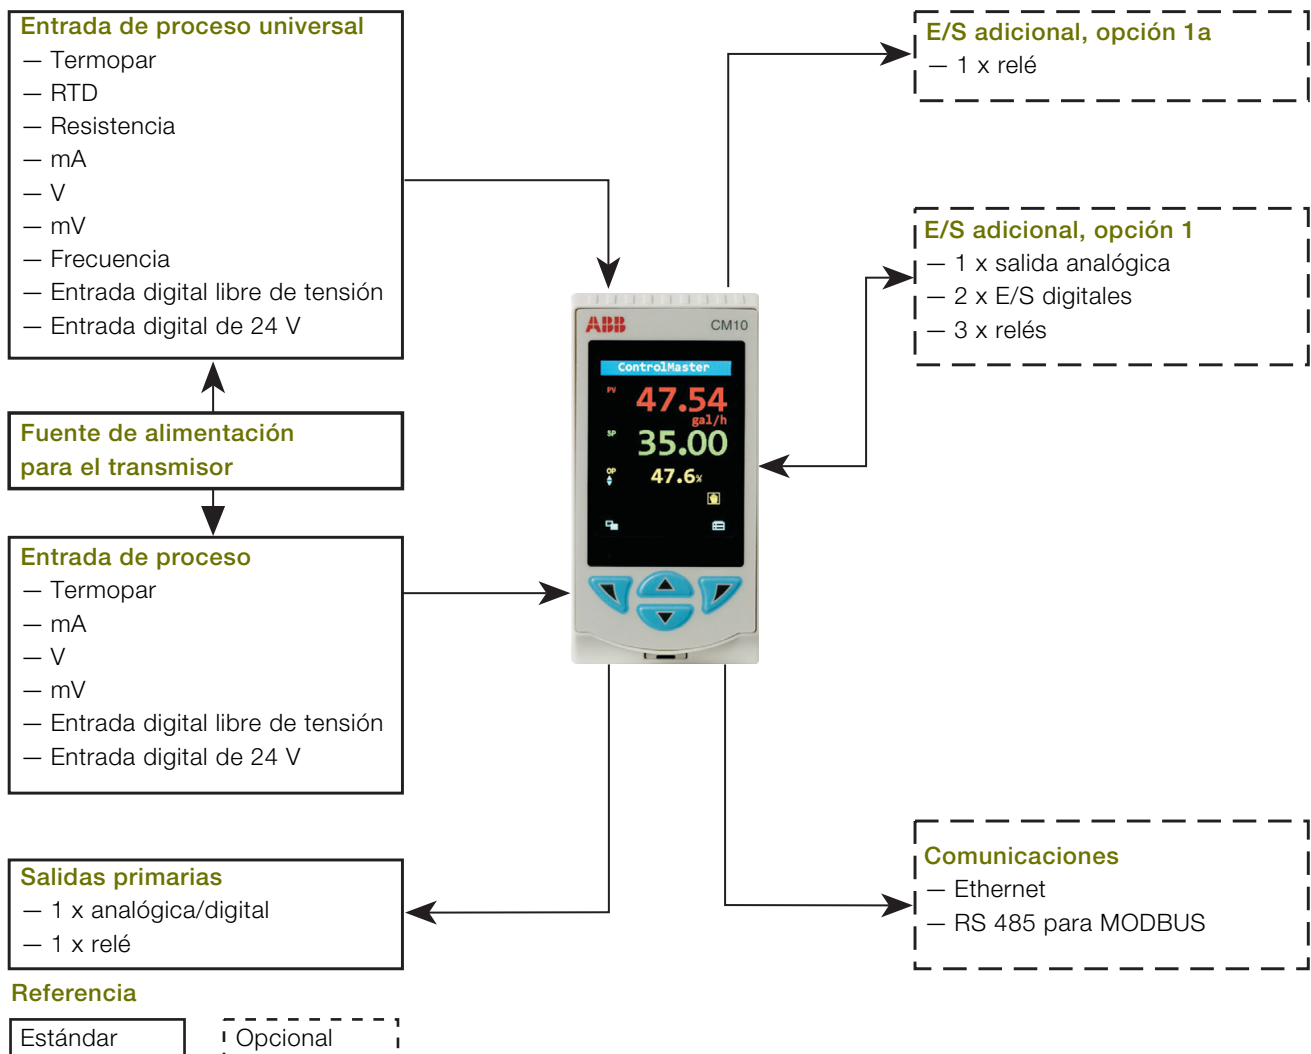 Entrada de proceso universal
— Termopar
— RTD
— Resistencia
— mA
— V
— mV
— Frecuencia
— Entrada digital libre de tensión
— Entrada digital de 24 V
Fuente de alimentación
para el transmisor
Entrada de proceso
— Termopar
— mA
— V
— mV
— Entrada digital libre de tensión
— Entrada digital de 24 V
Salidas primarias
— 1 x analógica/digital
— 1 x relé
ABB CM10
ControlMaster
PV 47.54
gal/h
SP 35.00
OP 47.6%
E/S adicional, opción 1a
— 1 x relé
E/S adicional, opción 1
— 1 x salida analógica
— 2 x E/S digitales
— 3 x relés
Comunicaciones
— Ethernet
— RS 485 para MODBUS
Referencia
Estándar
Opcional